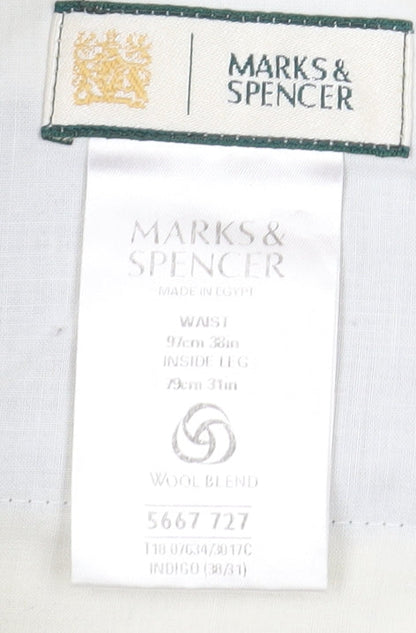 MARKS &
SPENCER
MARKS &
SPENCER
MADE IN EGYPT
WAIST
97cm 38in
INSIDE LEG
79cm 31in
WOOL BLEND
5667 727
T18 07634/3017C
INDIGO (38/31)